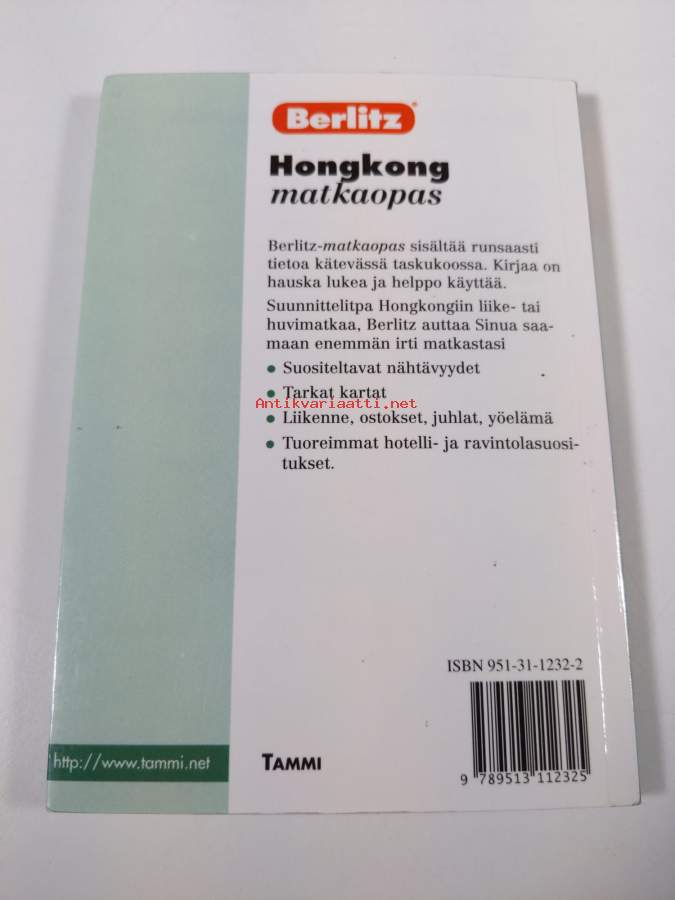 Berlitz®
Hongkong
matkaopas
Berlitz-matkaopas sisältää runsaasti
tietoa kätevässä taskukoossa. Kirjaa on
hauska lukea ja helppo käyttää.
Suunnittelitpa Hongkongiin liike- tai
huvimatkaa, Berlitz auttaa Sinua saa-
maan enemmän irti matkastasi
• Suositeltavat nähtävyydet
• Tarkat kartat
Antikvariaatti.net
• Liikenne, ostokset, juhlat, yöelämä
• Tuoreimmat hotelli- ja ravintolasuosi-
tukset.
ISBN 951-31-1232-2
http://www.tammi.net
TAMMI
9 789513 112325